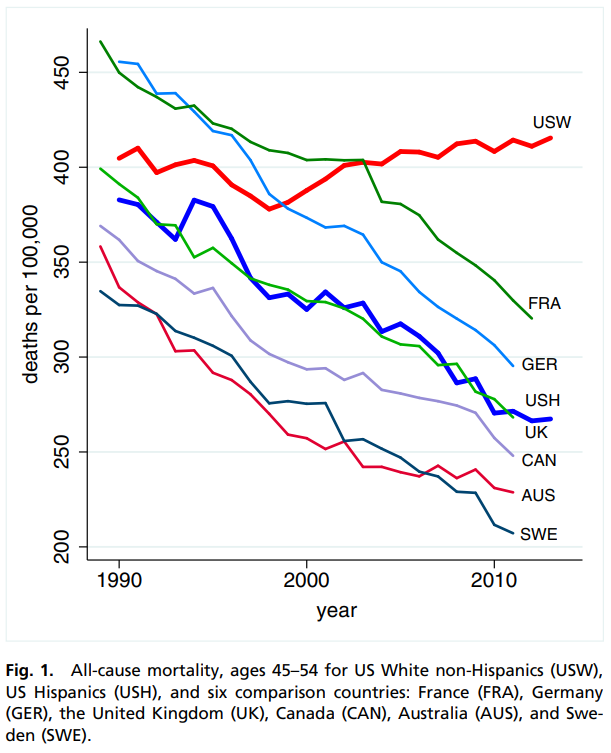 450
400
350
300
250
200
deaths per 100,000
USW
FRA
GER
USH
UK
CAN
AUS
SWE
1990
2000
2010
year
Fig. 1. All-cause mortality, ages 45–54 for US White non-Hispanics (USW),
US Hispanics (USH), and six comparison countries: France (FRA), Germany
(GER), the United Kingdom (UK), Canada (CAN), Australia (AUS), and Swe-
den (SWE).